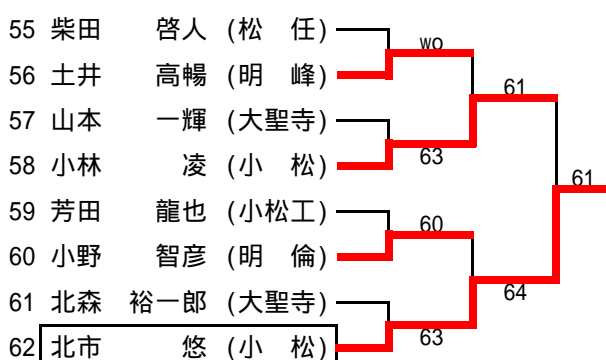 55 柴田 啓人 (松 任)
wo
56 土井 高暢 (明 峰)
61
57 山本 一輝 (大聖寺)
63
58 小林 凌 (小 松)
61
59 芳田 龍也 (小松工)
60
60 小野 智彦 (明 倫)
64
61 北森 裕一郎 (大聖寺)
63
62 北市 悠 (小 松)